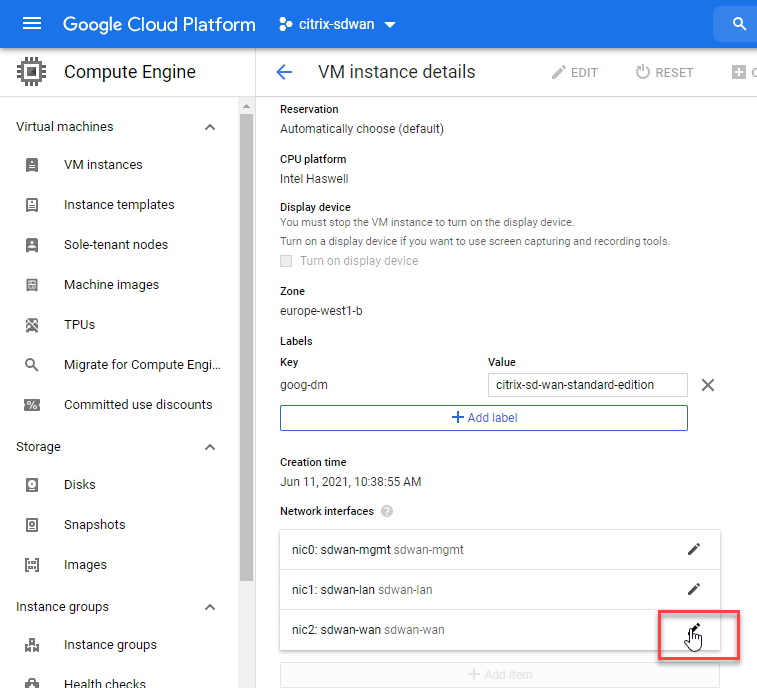 Google Cloud Platform
citrix-sdwan
Compute Engine
VM instance details
EDIT
RESET
Virtual machines
VM instances
Instance templates
Sole-tenant nodes
Machine images
TPUs
Migrate for Compute Engi...
Committed use discounts
Storage
Disks
Snapshots
Images
Instance groups
Instance groups
Health checks
Reservation
Automatically choose (default)
CPU platform
Intel Haswell
Display device
You must stop the VM instance to turn on the display device.
Turn on a display device if you want to use screen capturing and recording tools.
Turn on display device
Zone
europe-west1-b
Labels
Key Value
goog-dm citrix-sd-wan-standard-edition
Add label
Creation time
Jun 11, 2021, 10:38:55 AM
Network interfaces
nic0: sdwan-mgmt sdwan-mgmt
nic1: sdwan-lan sdwan-lan
nic2: sdwan-wan sdwan-wan
Add item